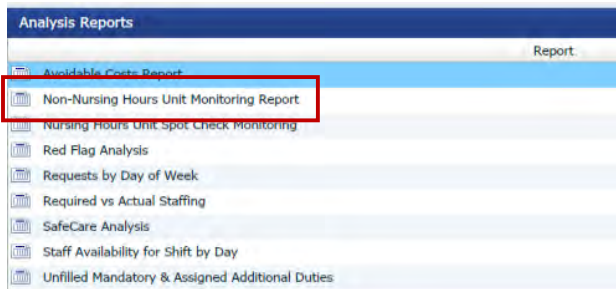 Analysis Reports
Report
Avoidable Costs Report
Non-Nursing Hours Unit Monitoring Report
Nursing Hours Unit Spot Check Monitoring
Red Flag Analysis
Requests by Day of Week
Required vs Actual Staffing
SafeCare Analysis
Staff Availability for Shift by Day
Unfilled Mandatory & Assigned Additional Duties